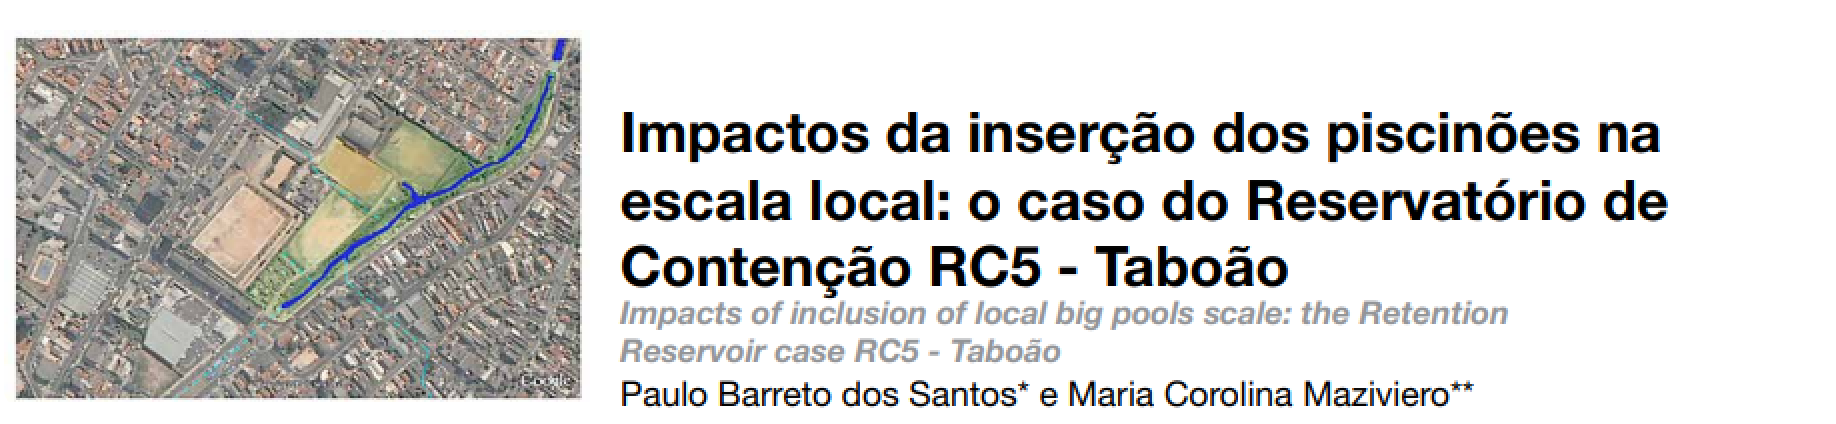 Impactos da inserção dos piscinões na
escala local: o caso do Reservatório de
Contenção RC5 - Taboão
Impacts of inclusion of local big pools scale: the Retention
Reservoir case RC5 - Taboão
Paulo Barreto dos Santos* e Maria Corolina Maziviero**
Google